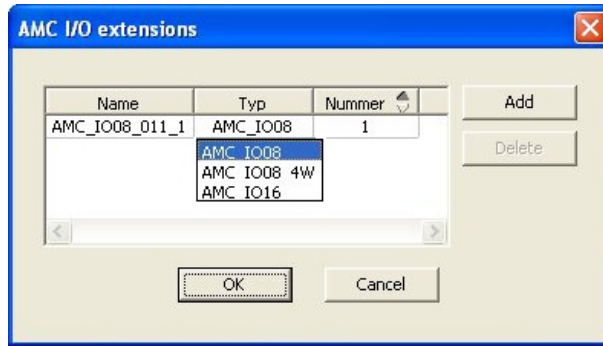 AMC I/O extensions
Name Typ Nummer
Add
AMC_IO08_011_1 AMC_IO08 1
AMC_IO08
Delete
AMC_IO08_4W
AMC_IO16
OK Cancel